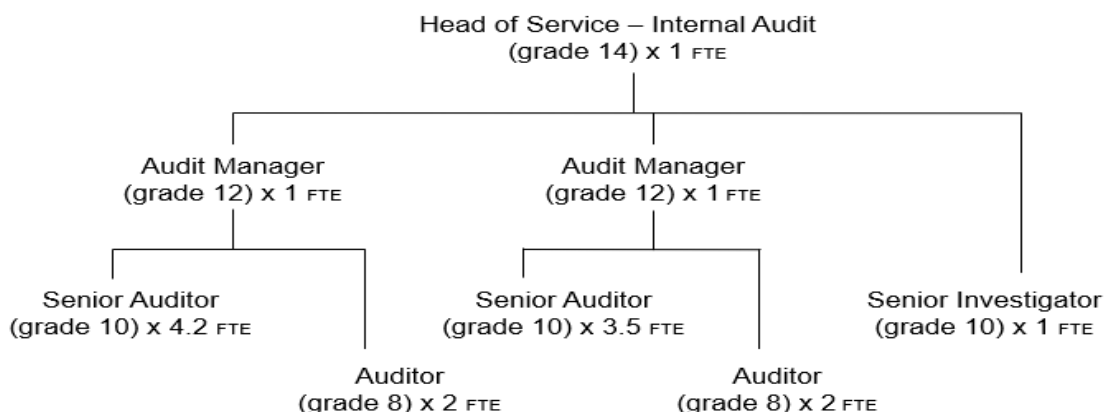 Head of Service – Internal Audit
(grade 14) x 1 FTE
Audit Manager
(grade 12) x 1 FTE
Audit Manager
(grade 12) x 1 FTE
Senior Auditor
(grade 10) x 4.2 FTE
Senior Auditor
(grade 10) x 3.5 FTE
Senior Investigator
(grade 10) x 1 FTE
Auditor
(grade 8) x 2 FTE
Auditor
(grade 8) x 2 FTE